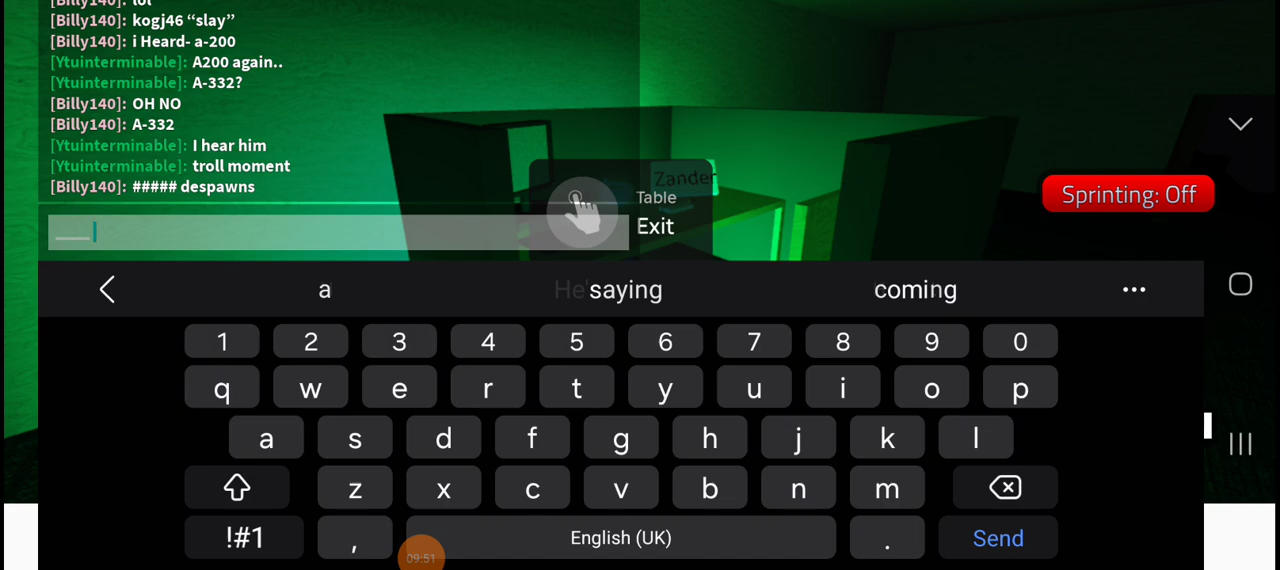 [Billy140]: lol
[Billy140]: kogj46 “slay”
[Billy140]: i Heard- a-200
[Ytuinterminable]: A200 again..
[Ytuinterminable]: A-332?
[Billy140]: OH NO
[Billy140]: A-332
[Ytuinterminable]: I hear him
[Ytuinterminable]: troll moment
[Billy140]: ##### despawns
Zander
Table
Exit
Sprinting: Off
a
saying
coming
1 2 3 4 5 6 7 8 9 0
q w e r t y u i o p
a s d f g h j k l
z x c v b n m
!#1 , English (UK) . Send
09:51